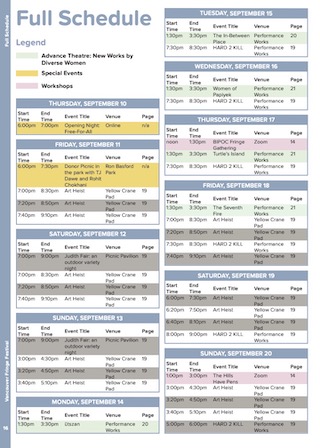 Full Schedule
Full Schedule
Legend
Advance Theatre: New Works by
Diverse Women
Special Events
Workshops
THURSDAY, SEPTEMBER 10
Start Time End Time Event Title Venue Page
6:00pm 7:00pm Opening Night Free-For-All Online n/a
FRIDAY, SEPTEMBER 11
Start Time End Time Event Title Venue Page
6:00pm 7:30pm Donor Picnic in the park with TJ Dawe and Rohit Chokhani Ron Basford Park n/a
7:00pm 8:30pm Art Heist Yellow Crane Pad 19
7:20pm 8:50pm Art Heist Yellow Crane Pad 19
7:40pm 9:10pm Art Heist Yellow Crane Pad 19
SATURDAY, SEPTEMBER 12
Start Time End Time Event Title Venue Page
7:00pm 9:00pm Judith Fair: an outdoor variety night Picnic Pavilion 19
7:00pm 8:30pm Art Heist Yellow Crane Pad 19
7:20pm 8:50pm Art Heist Yellow Crane Pad 19
7:40pm 9:10pm Art Heist Yellow Crane Pad 19
SUNDAY, SEPTEMBER 13
Start Time End Time Event Title Venue Page
7:00pm 9:00pm Judith Fair: an outdoor variety night Picnic Pavilion 19
3:00pm 4:30pm Art Heist Yellow Crane Pad 19
3:20pm 4:50pm Art Heist Yellow Crane Pad 19
3:40pm 5:10pm Art Heist Yellow Crane Pad 19
MONDAY, SEPTEMBER 14
Start Time End Time Event Title Venue Page
1:30pm 3:30pm Performance Works 20
TUESDAY, SEPTEMBER 15
Start Time End Time Event Title Venue Page
1:30pm 3:30pm The In-Between Place Performance Works 20
7:30pm 8:30pm HARD 2 KILL Performance Works 19
WEDNESDAY, SEPTEMBER 16
Start Time End Time Event Title Venue Page
1:30pm 3:30pm Women of Papiyek Performance Works 21
7:30pm 8:30pm HARD 2 KILL Performance Works 19
THURSDAY, SEPTEMBER 17
Start Time End Time Event Title Venue Page
noon 1:30pm BIPOC Fringe Gathering Zoom 14
1:30pm 3:30pm Turtle's Island Performance Works 21
FRIDAY, SEPTEMBER 18
Start Time End Time Event Title Venue Page
1:30pm 3:30pm The Seventh Fire Performance Works 21
7:00pm 8:30pm Art Heist Yellow Crane Pad 19
7:20pm 8:50pm Art Heist Yellow Crane Pad 19
7:30pm 8:30pm HARD 2 KILL Performance Works 19
7:40pm 9:10pm Art Heist Yellow Crane Pad 19
SATURDAY, SEPTEMBER 19
Start Time End Time Event Title Venue Page
6:00pm 7:30pm Art Heist Yellow Crane Pad 19
6:20pm 7:50pm Art Heist Yellow Crane Pad 19
6:40pm 8:10pm Art Heist Yellow Crane Pad 19
8:00pm 9:00pm HARD 2 KILL Performance Works 19
SUNDAY, SEPTEMBER 20
Start Time End Time Event Title Venue Page
1:00pm 3:00pm The Hills Have Pens Zoom 14
3:00pm 4:30pm Art Heist Yellow Crane Pad 19
3:20pm 4:50pm Art Heist Yellow Crane Pad 19
3:40pm 5:10pm Art Heist Yellow Crane Pad 19
5:00pm 6:00pm HARD 2 KILL Performance Works 19
Vancouver Fringe Festival
16